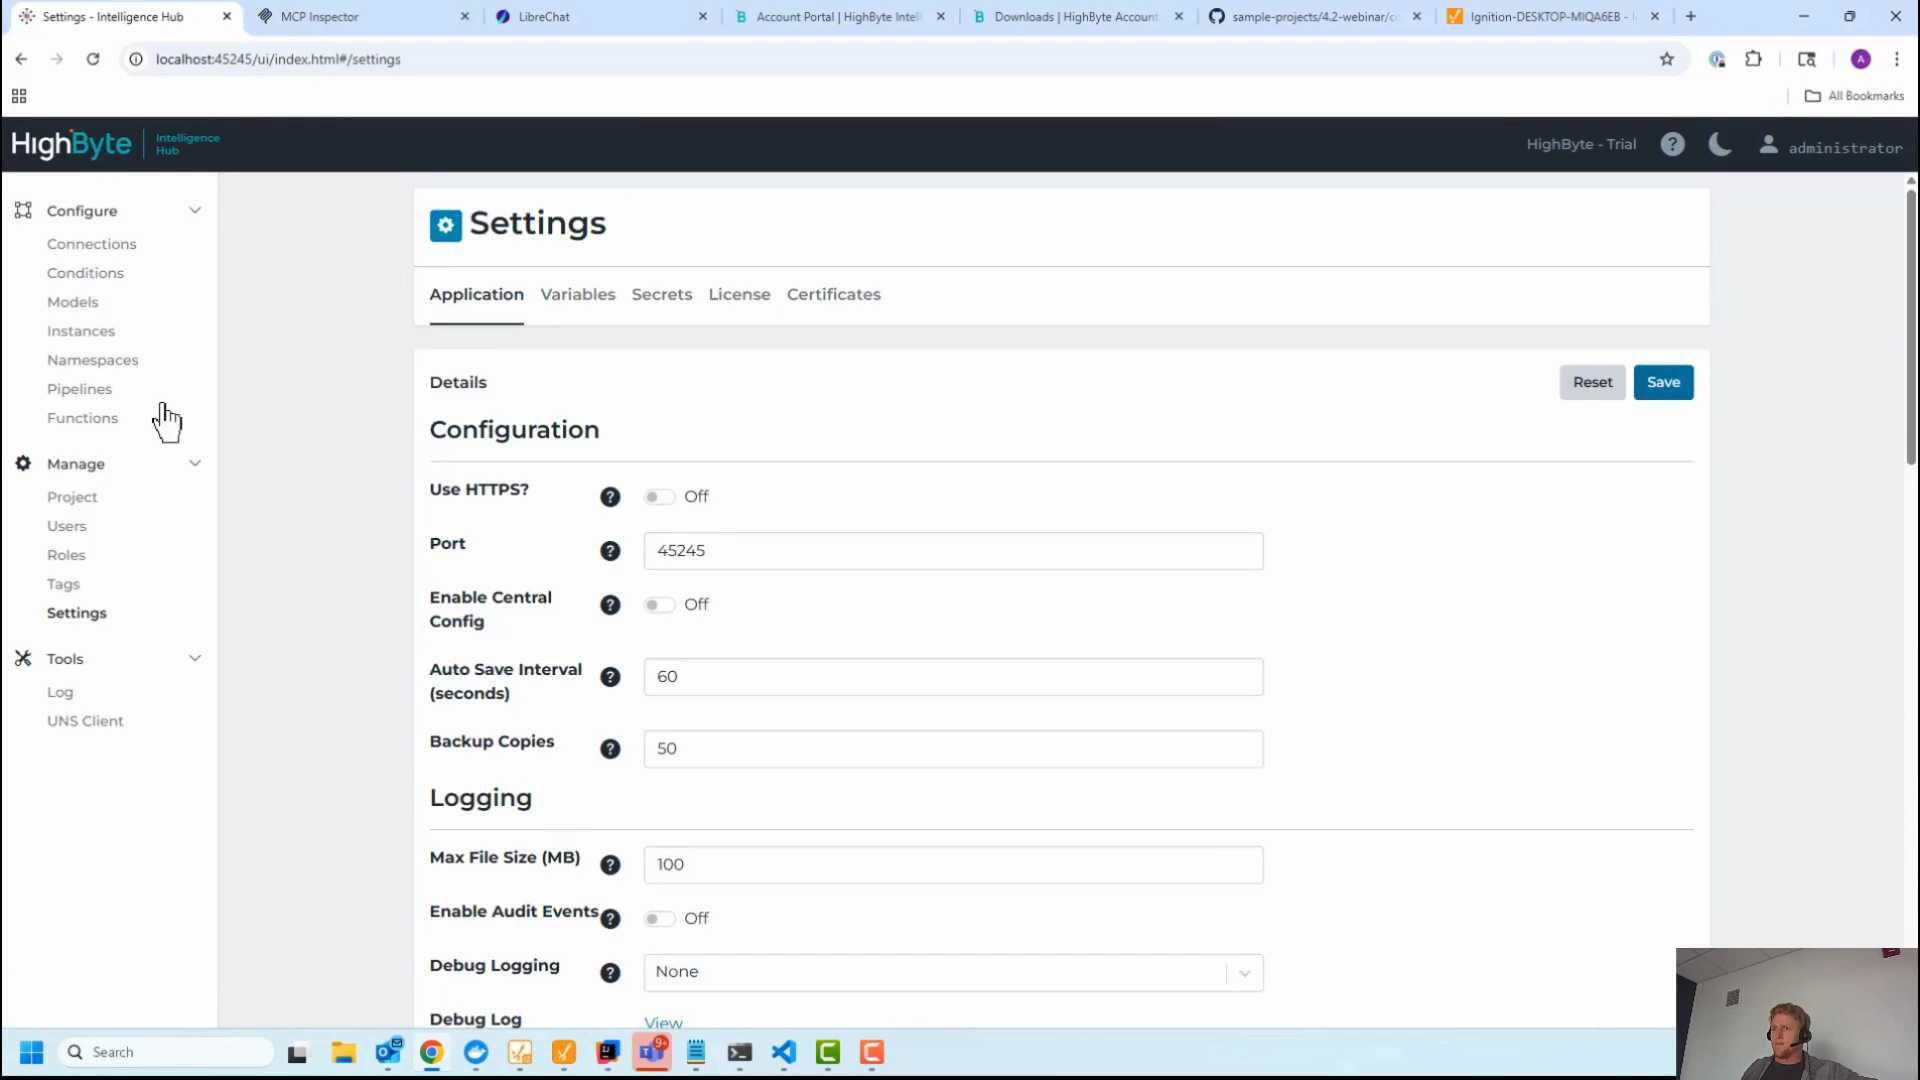 Settings - Intelligence Hub
MCP Inspector
LibreChat
Account Portal | HighByte Intel
Downloads | HighByte Account
sample-projects/4.2-webinar/co
Ignition-DESKTOP-MIQA6EB -
localhost:45245/ui/index.html#/settings
A
All Bookmarks
HighByte
Intelligence
Hub
HighByte - Trial
?
administrator
Configure
Connections
Conditions
Models
Instances
Namespaces
Pipelines
Functions
Manage
Project
Users
Roles
Tags
Settings
Tools
Log
UNS Client
Settings
Application
Variables
Secrets
License
Certificates
Details
Reset
Save
Configuration
Use HTTPS?
?
Off
Port
?
45245
Enable Central
Config
?
Off
Auto Save Interval
(seconds)
?
60
Backup Copies
?
50
Logging
Max File Size (MB)
?
100
Enable Audit Events
?
Off
Debug Logging
?
None
Debug Log
View
Search
9+